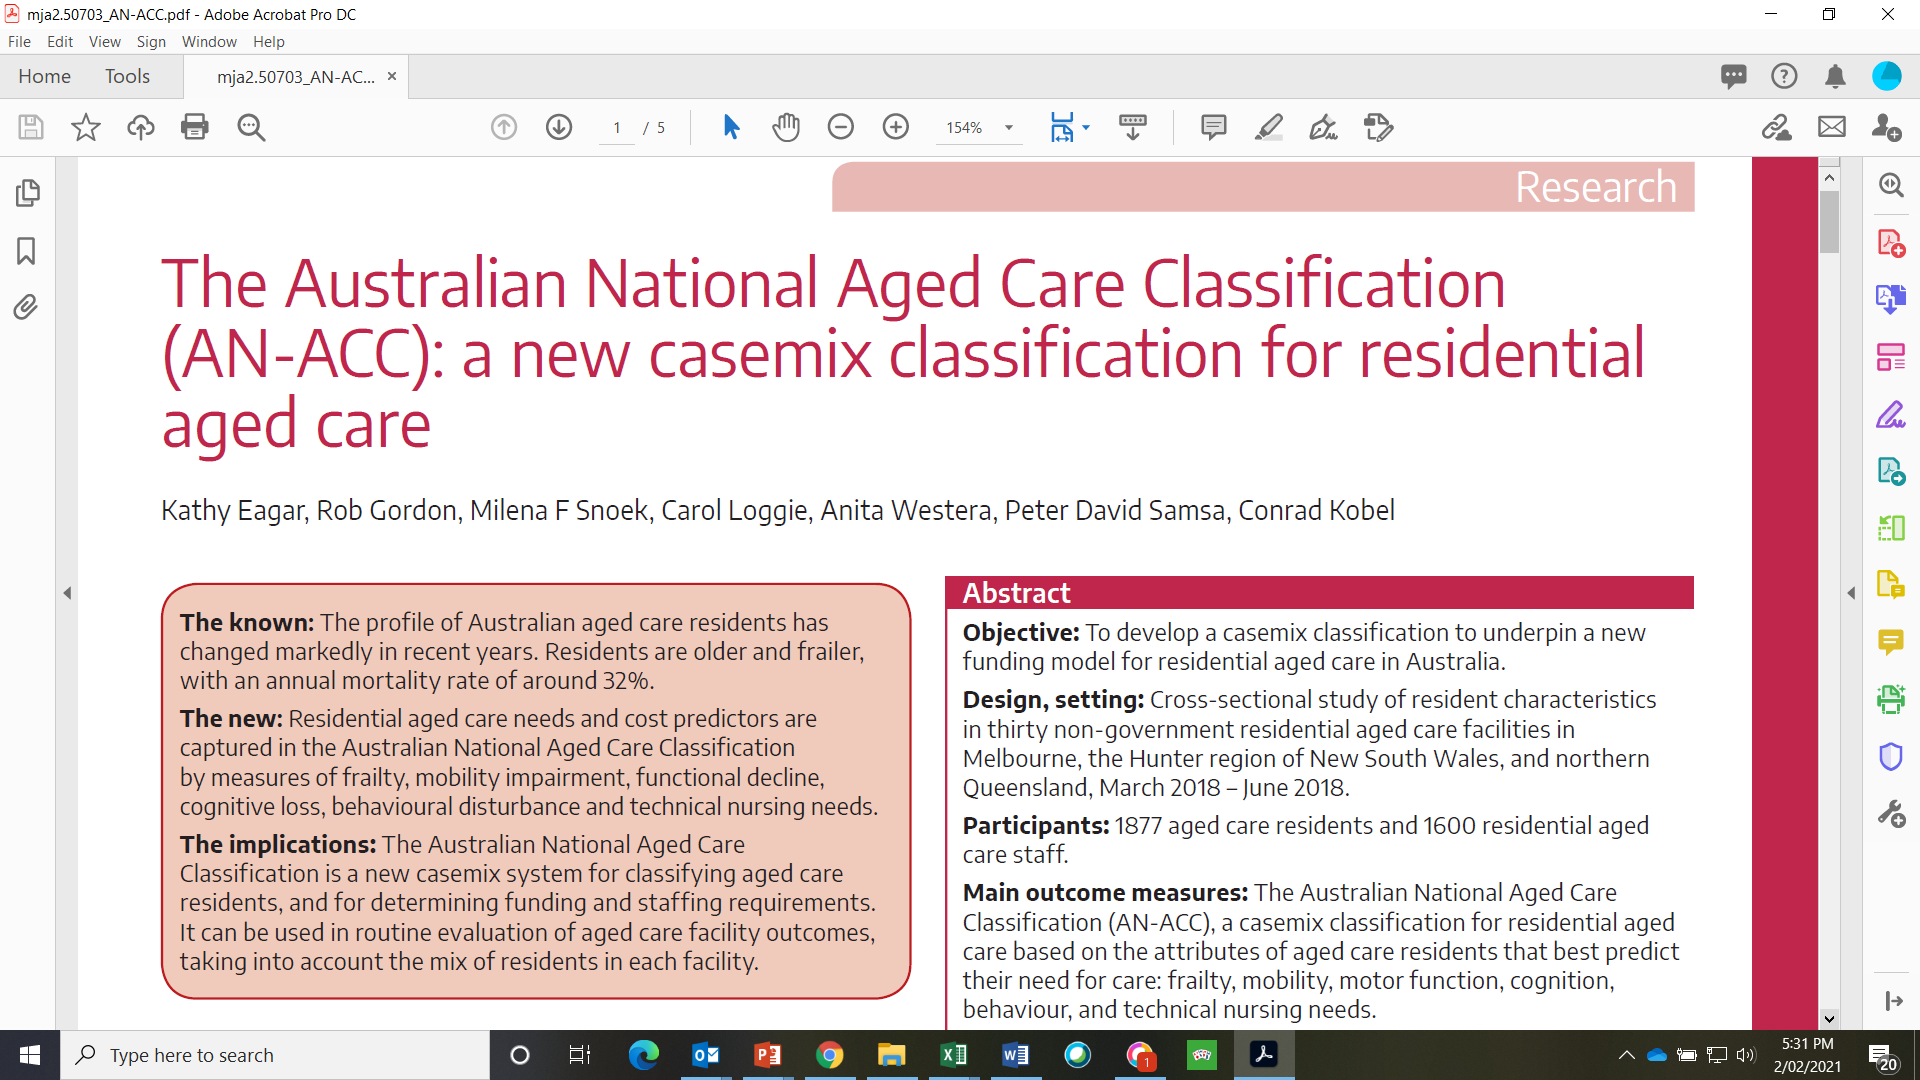 mja2.50703_AN-ACC.pdf - Adobe Acrobat Pro DC
File Edit View Sign Window Help
Home Tools mja2.50703_AN-AC... ×
1 / 5 154%
Research
The Australian National Aged Care Classification
(AN-ACC): a new casemix classification for residential
aged care
Kathy Eagar, Rob Gordon, Milena F Snoek, Carol Loggie, Anita Westera, Peter David Samsa, Conrad Kobel
The known: The profile of Australian aged care residents has
changed markedly in recent years. Residents are older and frailer,
with an annual mortality rate of around 32%.
The new: Residential aged care needs and cost predictors are
captured in the Australian National Aged Care Classification
by measures of frailty, mobility impairment, functional decline,
cognitive loss, behavioural disturbance and technical nursing needs.
The implications: The Australian National Aged Care
Classification is a new casemix system for classifying aged care
residents, and for determining funding and staffing requirements.
It can be used in routine evaluation of aged care facility outcomes,
taking into account the mix of residents in each facility.
Abstract
Objective: To develop a casemix classification to underpin a new
funding model for residential aged care in Australia.
Design, setting: Cross-sectional study of resident characteristics
in thirty non-government residential aged care facilities in
Melbourne, the Hunter region of New South Wales, and northern
Queensland, March 2018 – June 2018.
Participants: 1877 aged care residents and 1600 residential aged
care staff.
Main outcome measures: The Australian National Aged Care
Classification (AN-ACC), a casemix classification for residential aged
care based on the attributes of aged care residents that best predict
their need for care: frailty, mobility, motor function, cognition,
behaviour, and technical nursing needs.
Type here to search
1
5:31 PM
2/02/2021
20